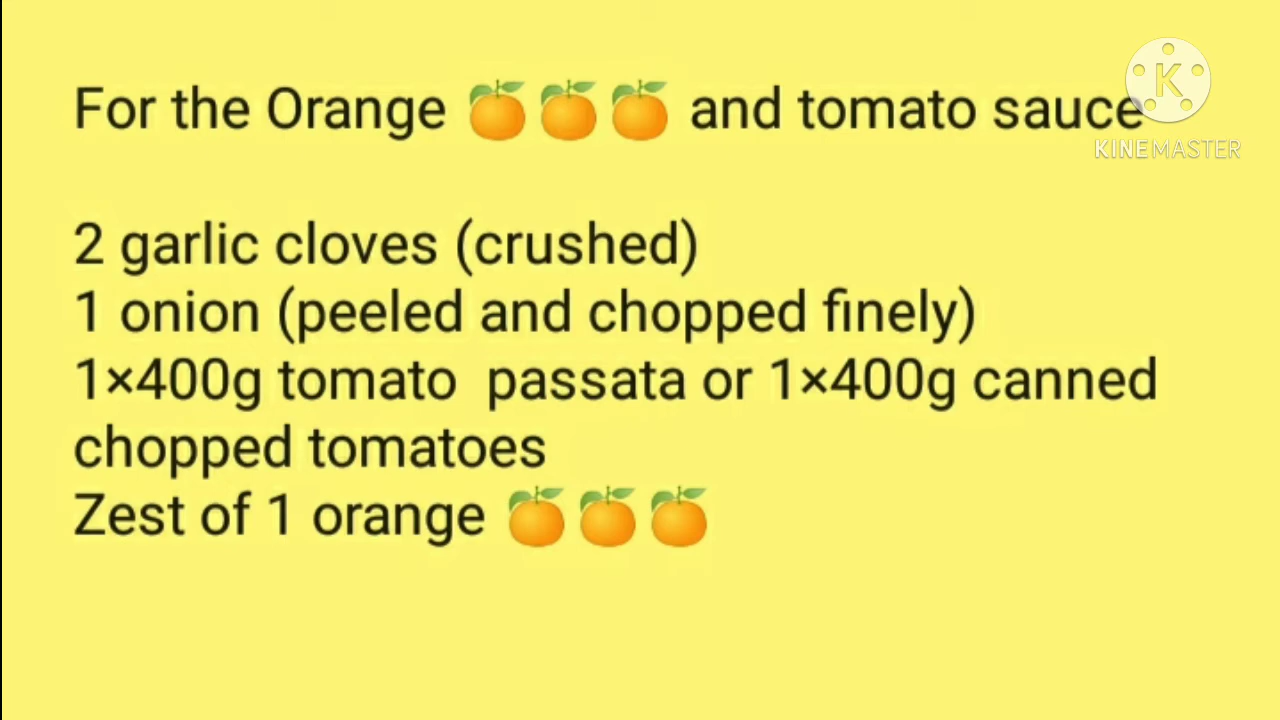 For the Orange 🍊🍊🍊 and tomato sauce
K
KINEMASTER
2 garlic cloves (crushed)
1 onion (peeled and chopped finely)
1×400g tomato  passata or 1×400g canned
chopped tomatoes
Zest of 1 orange 🍊🍊🍊